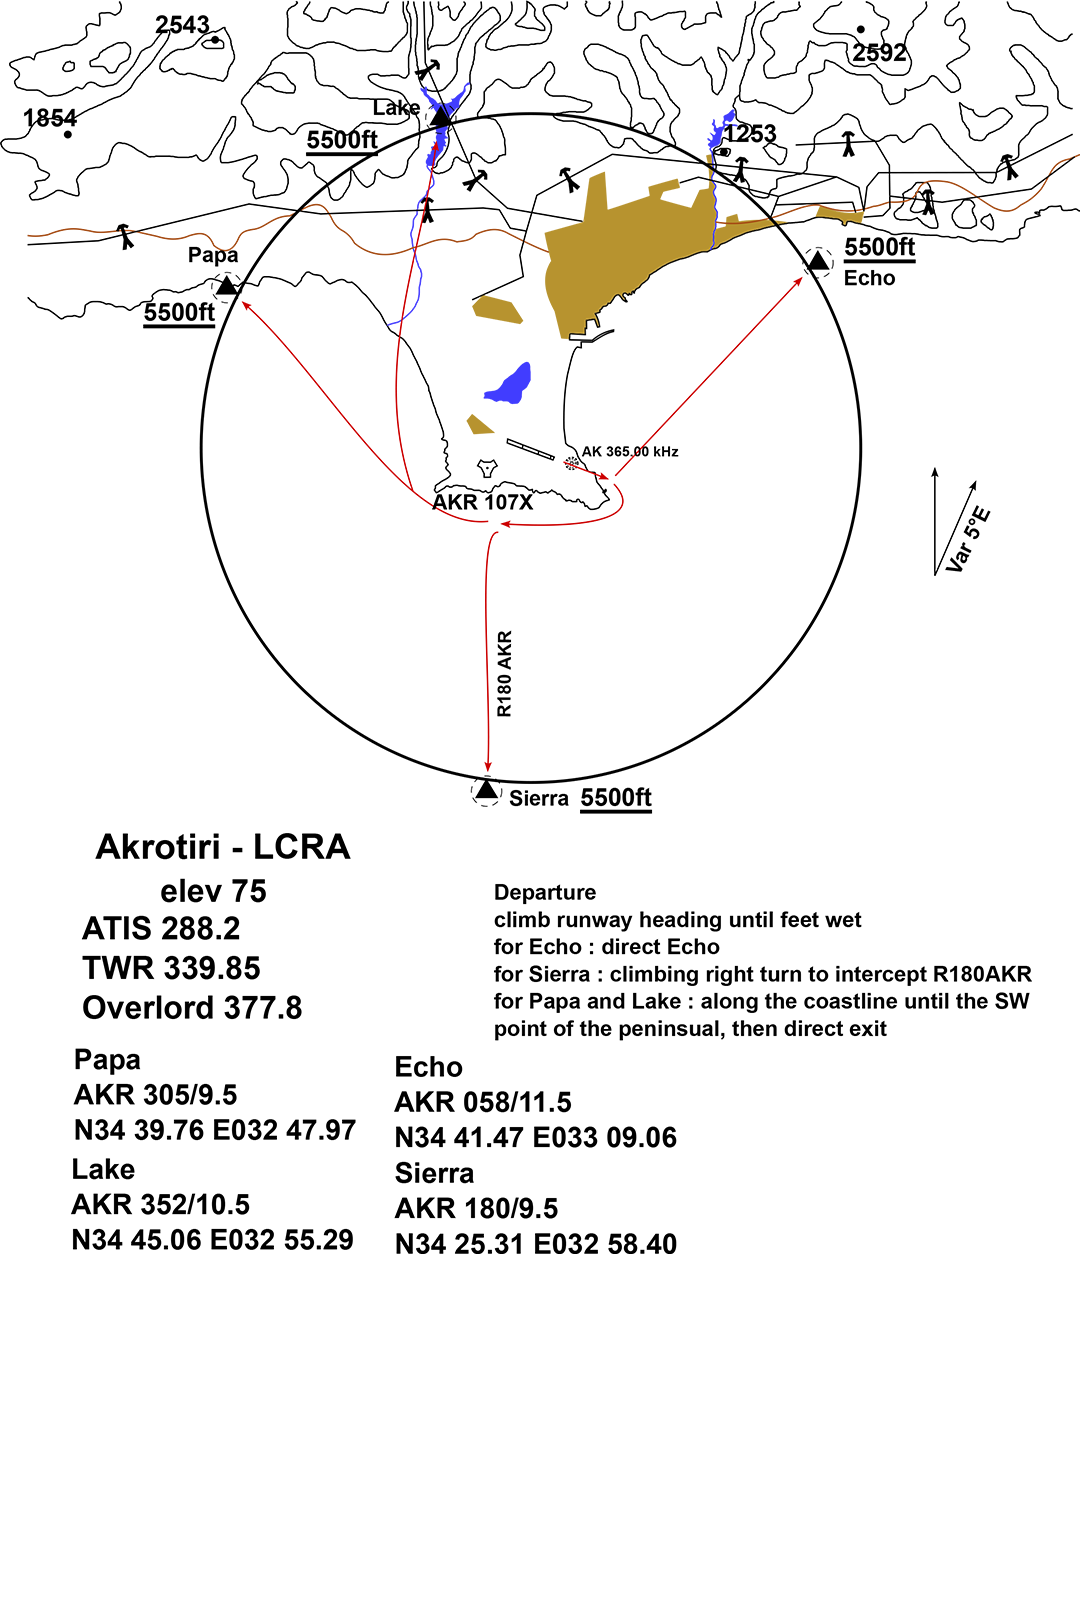 2543
2592
1854
Lake
5500ft
1253
Papa
5500ft
5500ft
Echo
AK 365.00 kHz
AKR 107X
Var 5°E
R180 AKR
Sierra 5500ft
Akrotiri - LCRA
elev 75
ATIS 288.2
TWR 339.85
Overlord 377.8
Departure
climb runway heading until feet wet
for Echo : direct Echo
for Sierra : climbing right turn to intercept R180AKR
for Papa and Lake : along the coastline until the SW
point of the peninsual, then direct exit
Papa
AKR 305/9.5
N34 39.76 E032 47.97
Lake
AKR 352/10.5
N34 45.06 E032 55.29
Echo
AKR 058/11.5
N34 41.47 E033 09.06
Sierra
AKR 180/9.5
N34 25.31 E032 58.40